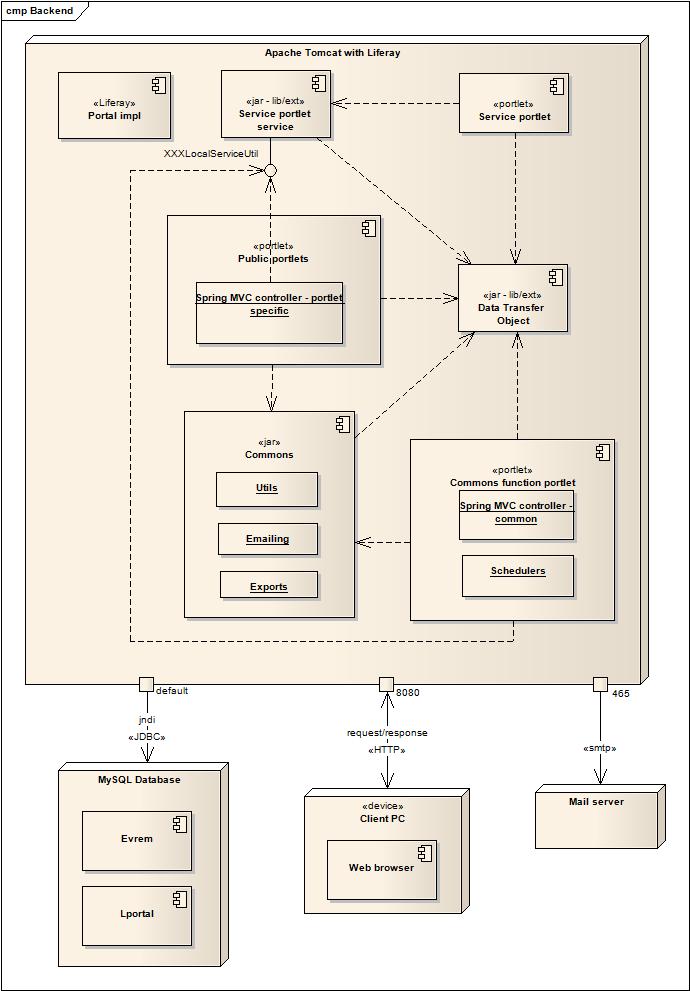 cmp Backend
Apache Tomcat with Liferay
«Liferay»
Portal impl
«jar - lib/ext»
Service portlet
service
«portlet»
Service portlet
XXXLocalServiceUtil
«portlet»
Public portlets
Spring MVC controller - portlet
specific
«jar - lib/ext»
Data Transfer
Object
«jar»
Commons
Utils
Emailing
Exports
«portlet»
Commons function portlet
Spring MVC controller -
common
Schedulers
default
8080
465
jndi
«JDBC»
request/response
«HTTP»
«smtp»
MySQL Database
Evrem
Lportal
«device»
Client PC
Web browser
Mail server